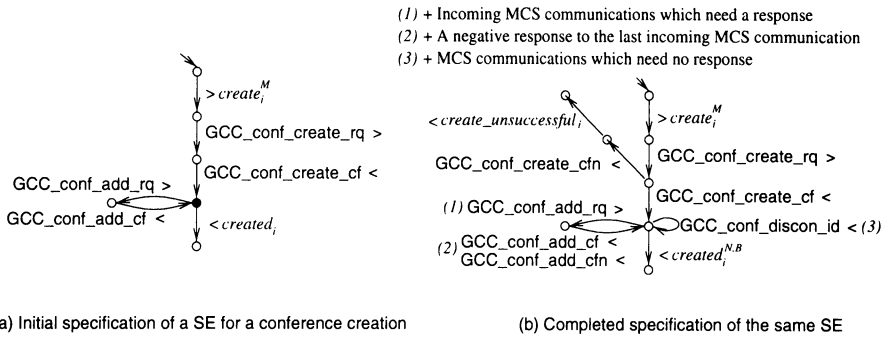 (1) + Incoming MCS communications which need a response
(2) + A negative response to the last incoming MCS communication
(3) + MCS communications which need no response
> create_i^M
GCC_conf_create_rq >
GCC_conf_create_cf <
GCC_conf_add_rq >
GCC_conf_add_cf <
< created_i
a) Initial specification of a SE for a conference creation
> create_i^M
< create_unsuccessful_i
GCC_conf_create_rq >
GCC_conf_create_cfn <
GCC_conf_create_cf <
(1) GCC_conf_add_rq >
GCC_conf_discon_id < (3)
(2) GCC_conf_add_cf <
GCC_conf_add_cfn <
< created_i^N.B
(b) Completed specification of the same SE